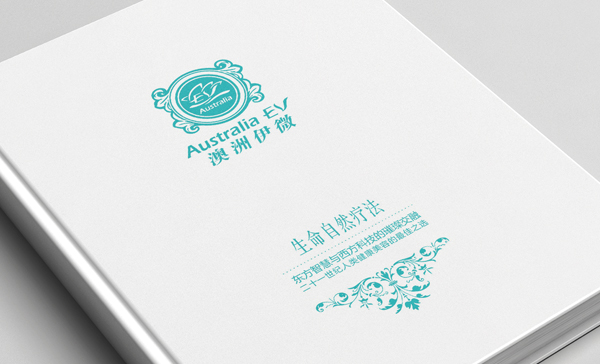 EV
Australia
Australia EV
澳洲伊薇
生命自然疗法
东方智慧与西方科技的璀璨交融
二十一世纪人类健康美容的最佳之选